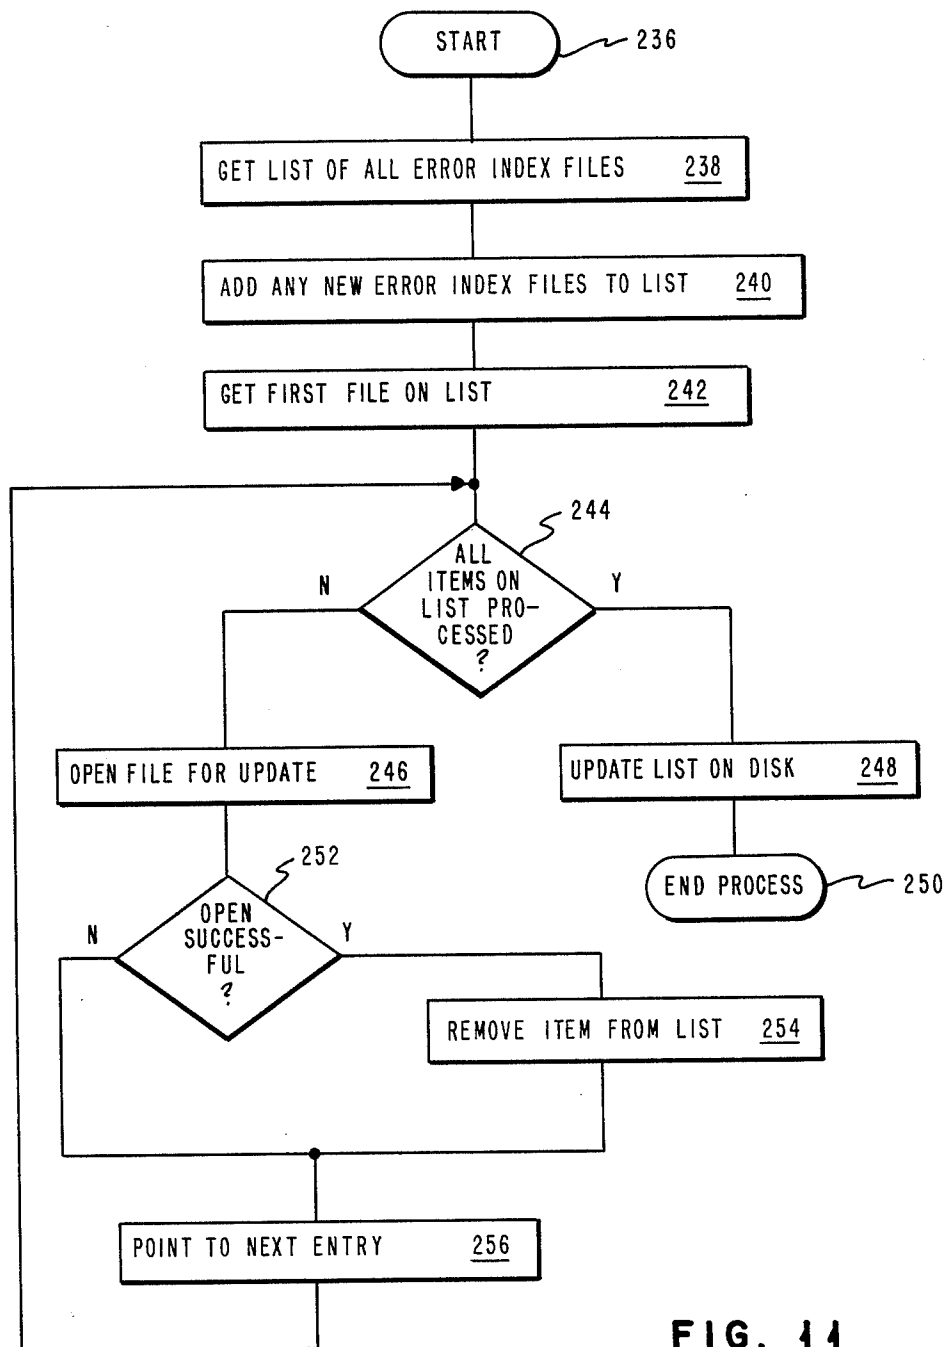 START
236
GET LIST OF ALL ERROR INDEX FILES 238
ADD ANY NEW ERROR INDEX FILES TO LIST 240
GET FIRST FILE ON LIST 242
244
ALL
ITEMS ON
LIST PRO-
CESSED
?
N
Y
OPEN FILE FOR UPDATE 246
UPDATE LIST ON DISK 248
END PROCESS
250
252
OPEN
SUCCESS-
FUL
?
N
Y
REMOVE ITEM FROM LIST 254
POINT TO NEXT ENTRY 256
FIG. 11